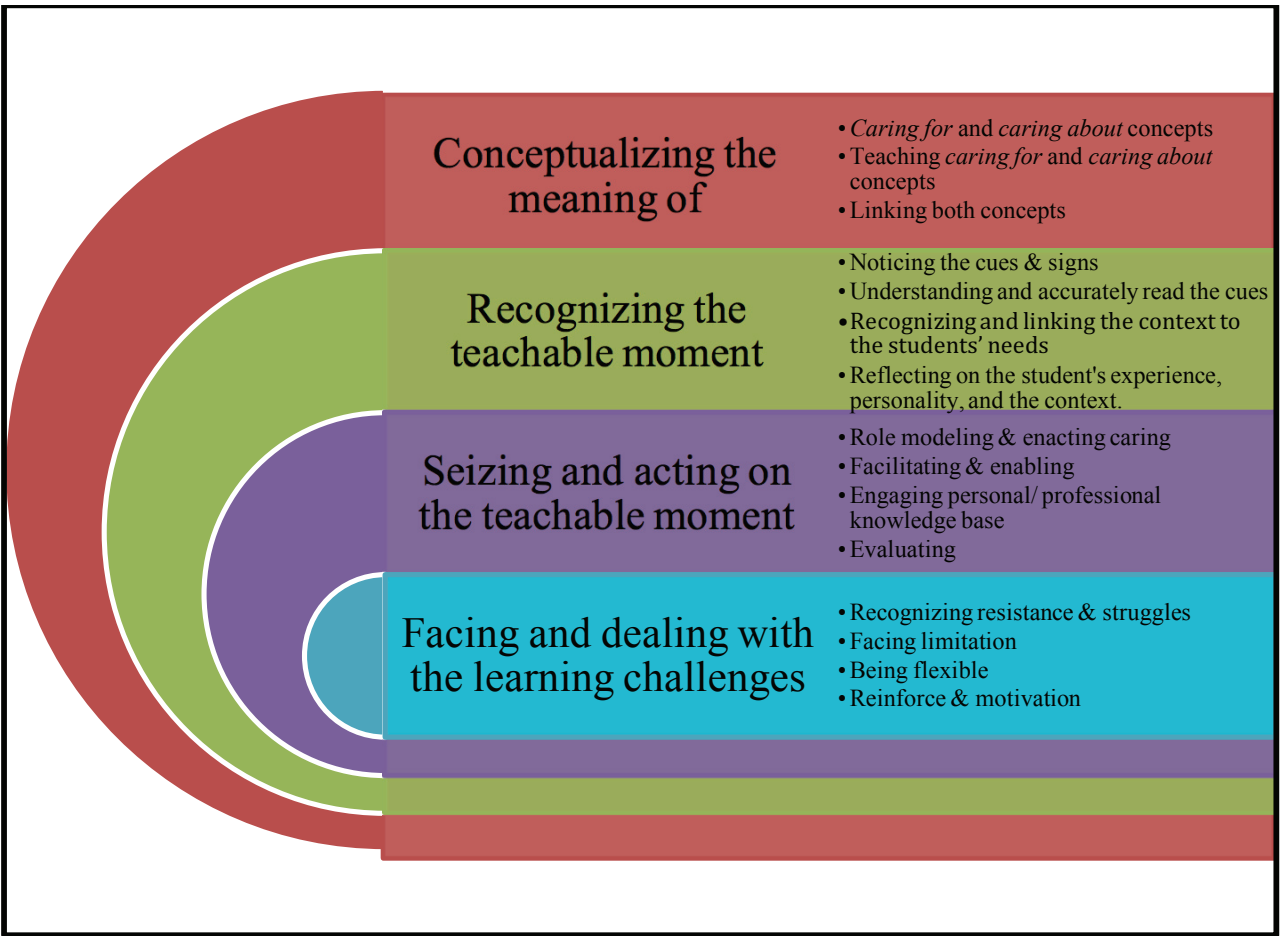 Conceptualizing the
meaning of
• Caring for and caring about concepts
• Teaching caring for and caring about
concepts
• Linking both concepts
Recognizing the
teachable moment
• Noticing the cues & signs
• Understanding and accurately read the cues
• Recognizing and linking the context to
the students’ needs
• Reflecting on the student's experience,
personality, and the context.
Seizing and acting on
the teachable moment
• Role modeling & enacting caring
• Facilitating & enabling
• Engaging personal/ professional
knowledge base
• Evaluating
Facing and dealing with
the learning challenges
• Recognizing resistance & struggles
• Facing limitation
• Being flexible
• Reinforce & motivation